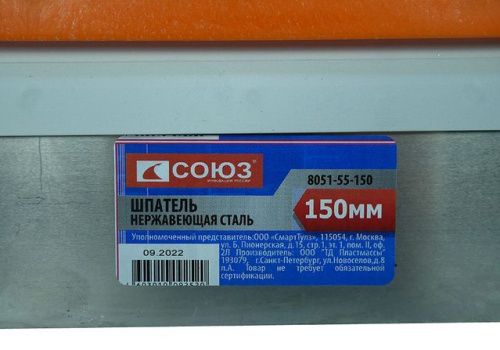 СОЮЗ
8051-55-150
ШПАТЕЛЬ
НЕРЖАВЕЮЩАЯ СТАЛЬ
150мм
Уполномоченный представитель:ООО «СмартТулз», 115054, г. Москва,
ул. Б. Пионерская, д.15, стр.1, эт. 1, пом. II, оф.
2Л Производитель: ООО "ТД Пластмассы"
193079, г.Санкт-Петербург, ул.Новоселов,д.8
л.А. Товар не требует обязательной
сертификации.
09.2022